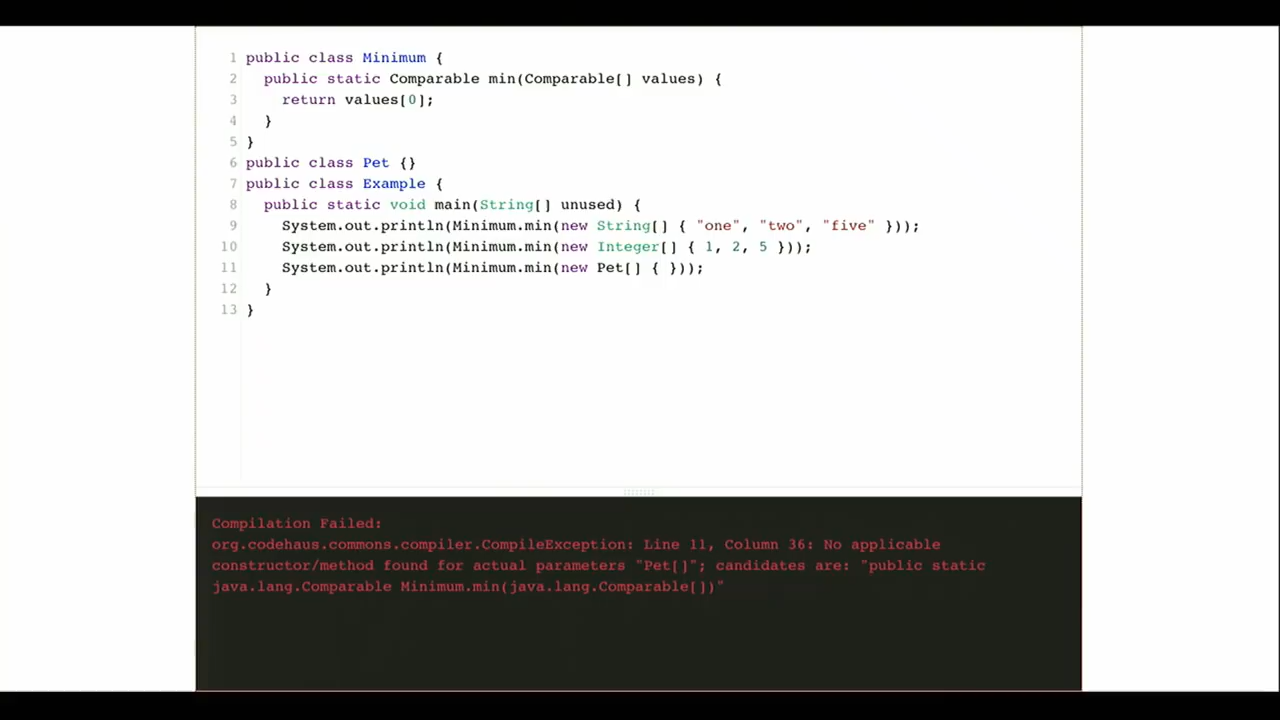 1 public class Minimum {
2 public static Comparable min(Comparable[] values) {
3 return values[0];
4 }
5 }
6 public class Pet {}
7 public class Example {
8 public static void main(String[] unused) {
9 System.out.println(Minimum.min(new String[] { "one", "two", "five" }));
10 System.out.println(Minimum.min(new Integer[] { 1, 2, 5 }));
11 System.out.println(Minimum.min(new Pet[] { }));
12 }
13 }
Compilation Failed:
org.codehaus.commons.compiler.CompileException: Line 11, Column 36: No applicable
constructor/method found for actual parameters "Pet[]"; candidates are: "public static
java.lang.Comparable Minimum.min(java.lang.Comparable[])"